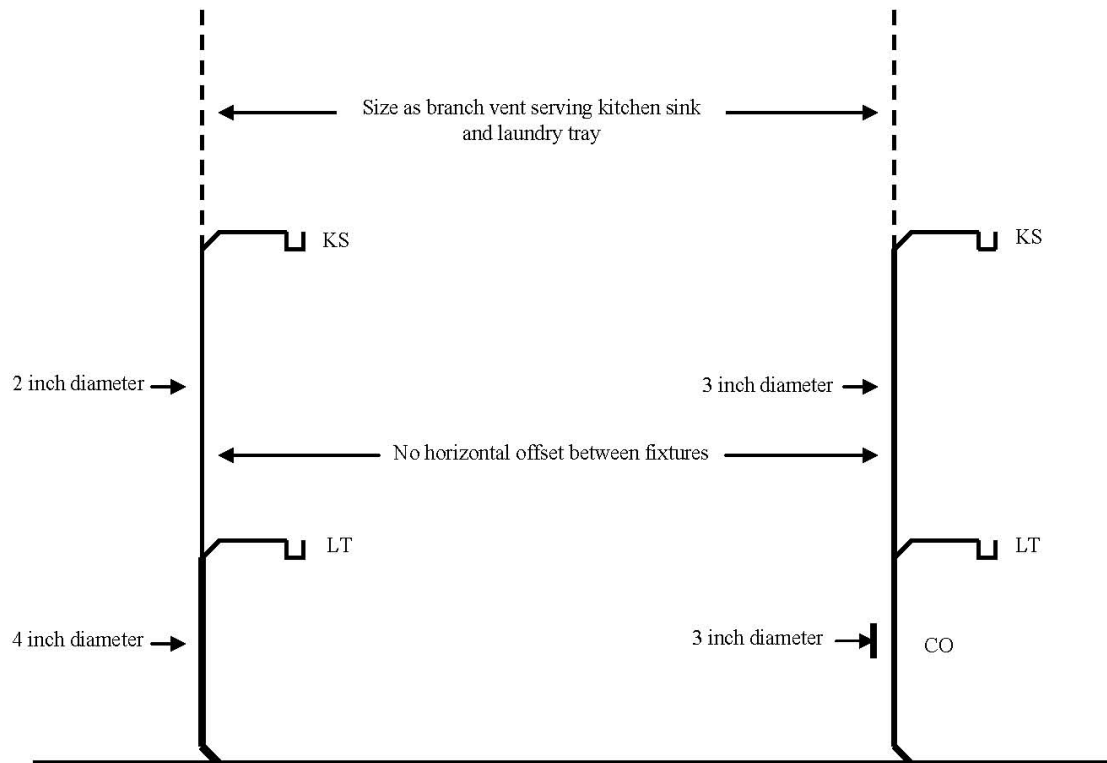 Size as branch vent serving kitchen sink
and laundry tray
KS
KS
2 inch diameter
3 inch diameter
No horizontal offset between fixtures
LT
LT
4 inch diameter
3 inch diameter
CO